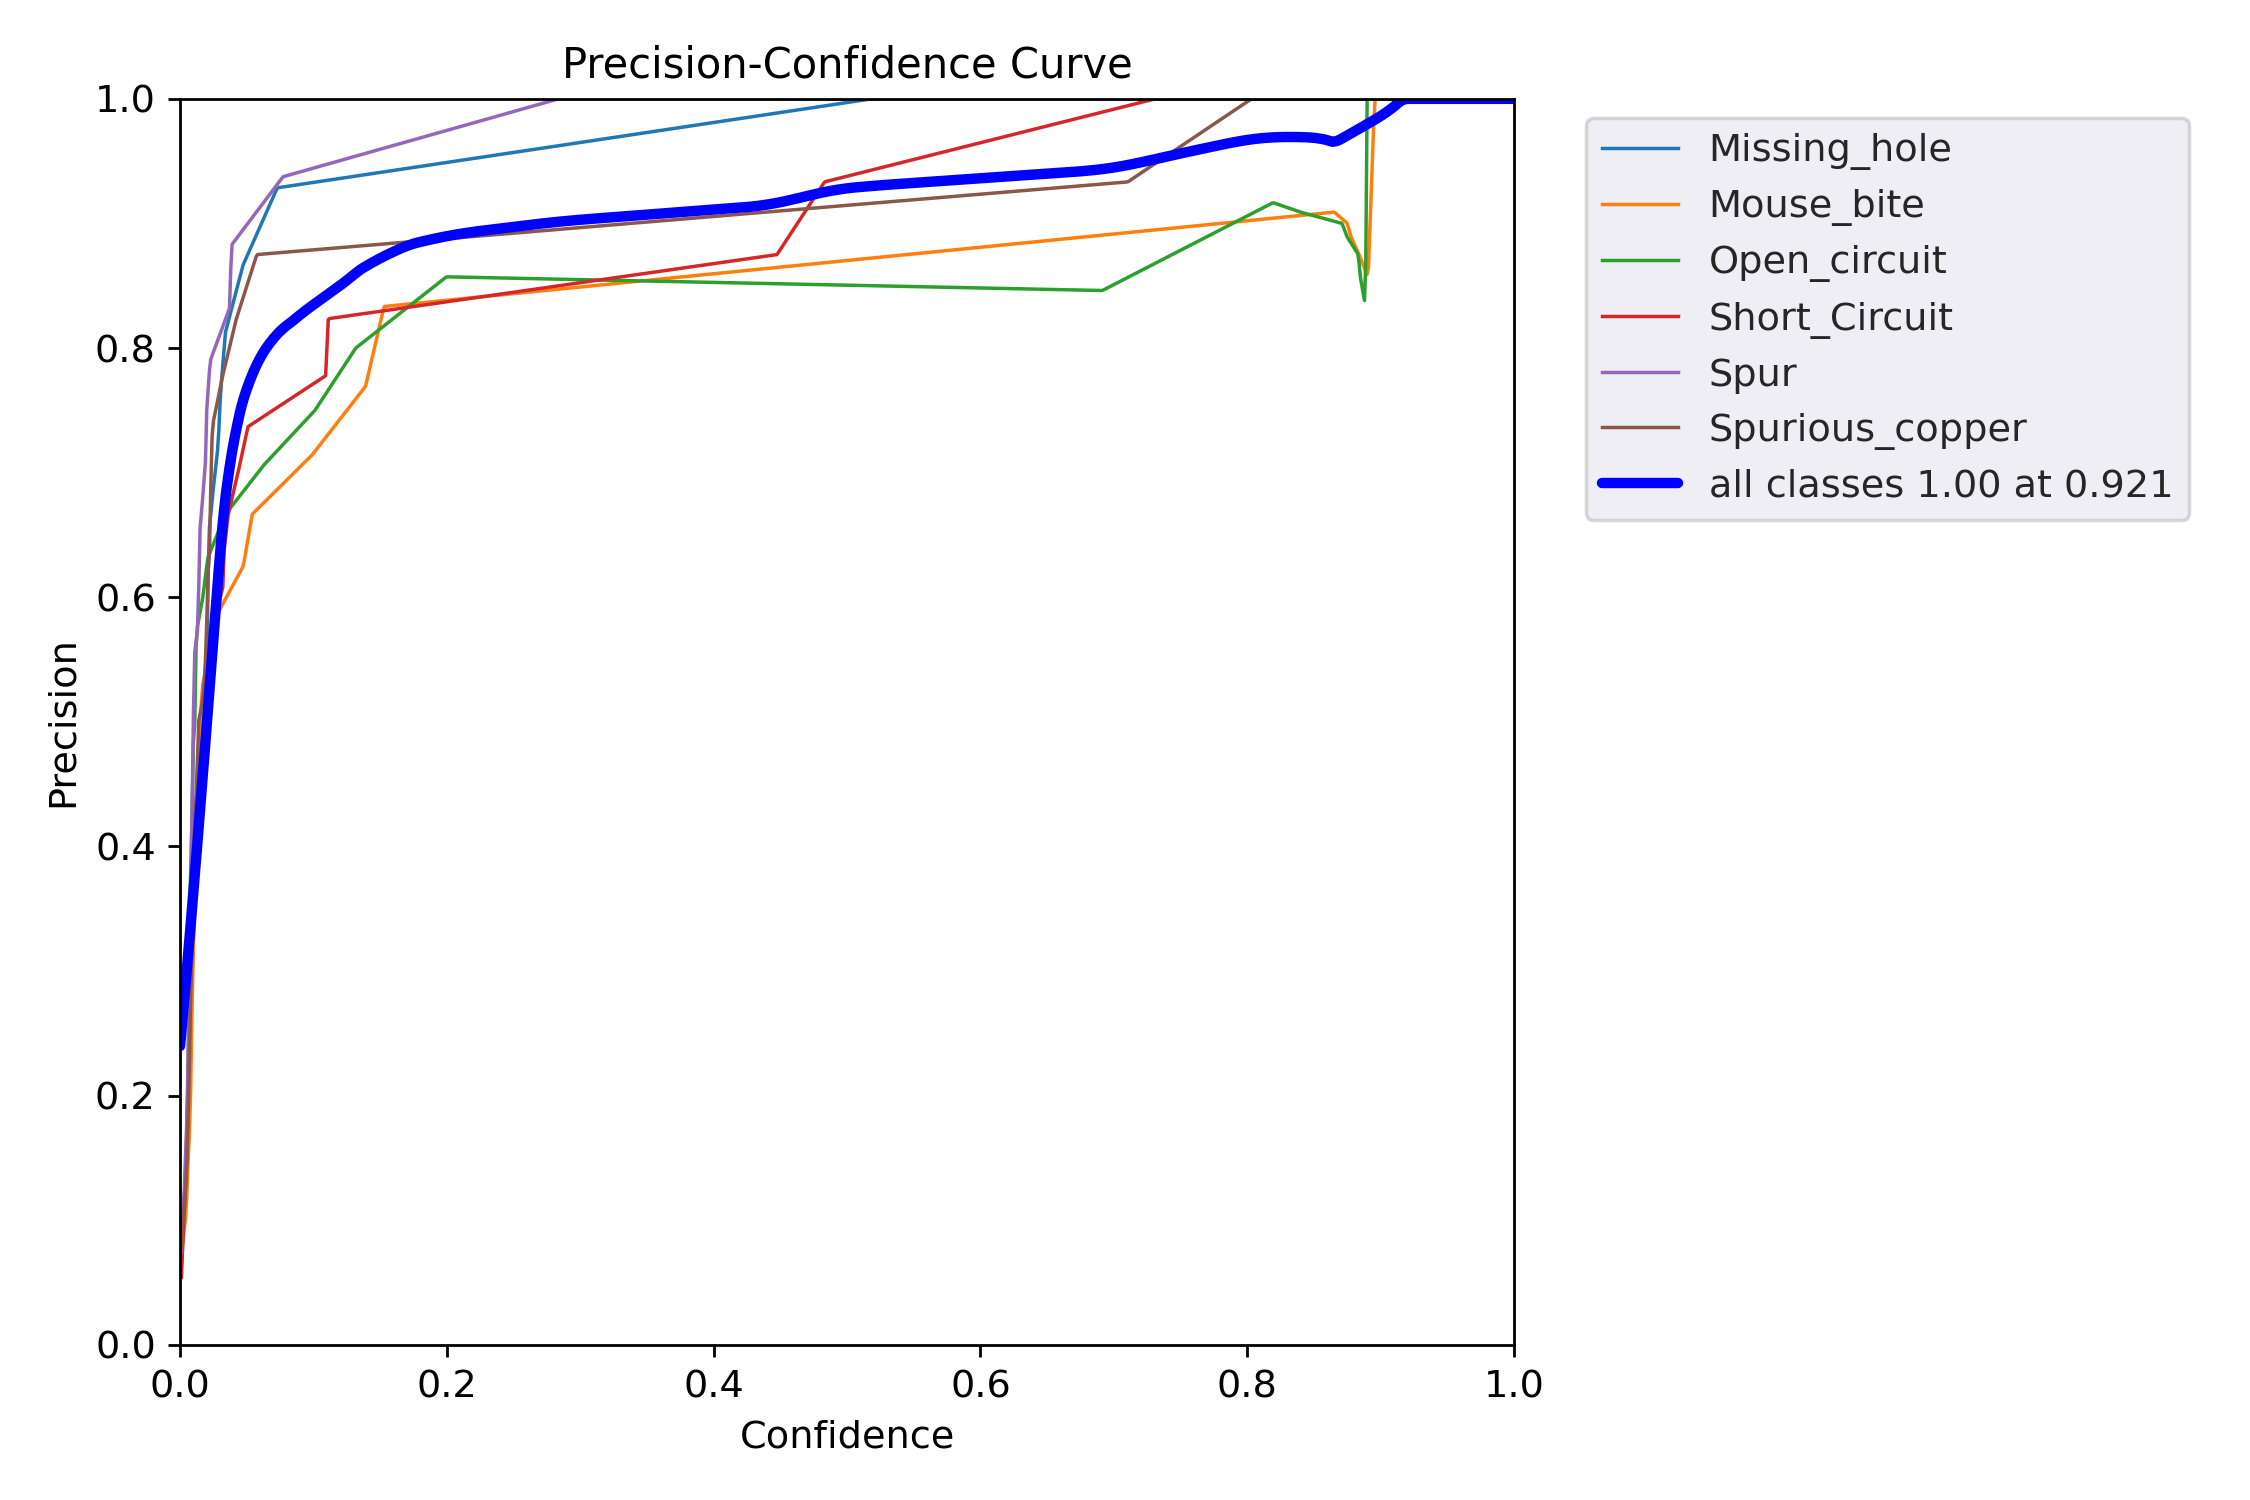 Precision-Confidence Curve
1.0
0.8
0.6
0.4
0.2
0.0
Precision
0.0 0.2 0.4 0.6 0.8 1.0
Confidence
Missing_hole
Mouse_bite
Open_circuit
Short_Circuit
Spur
Spurious_copper
all classes 1.00 at 0.921